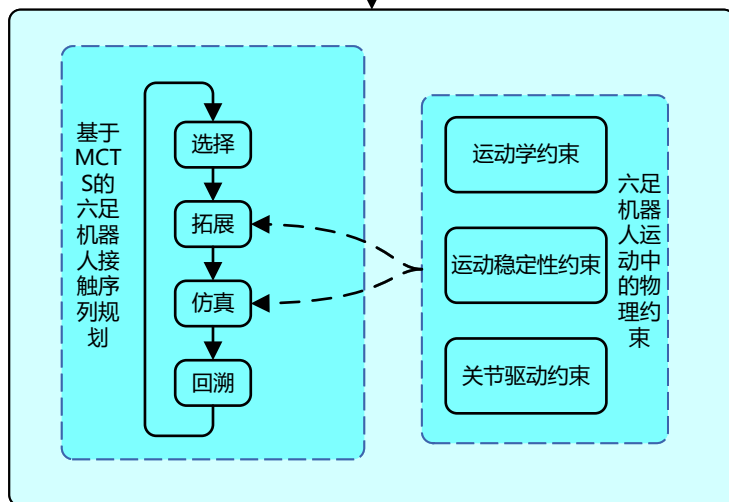 基于
MCT
S的
六足
机器
人接
触序
列规
划
选择
拓展
仿真
回溯
运动学约束
运动稳定性约束
关节驱动约束
六足
机器
人运
动中
的物
理约
束